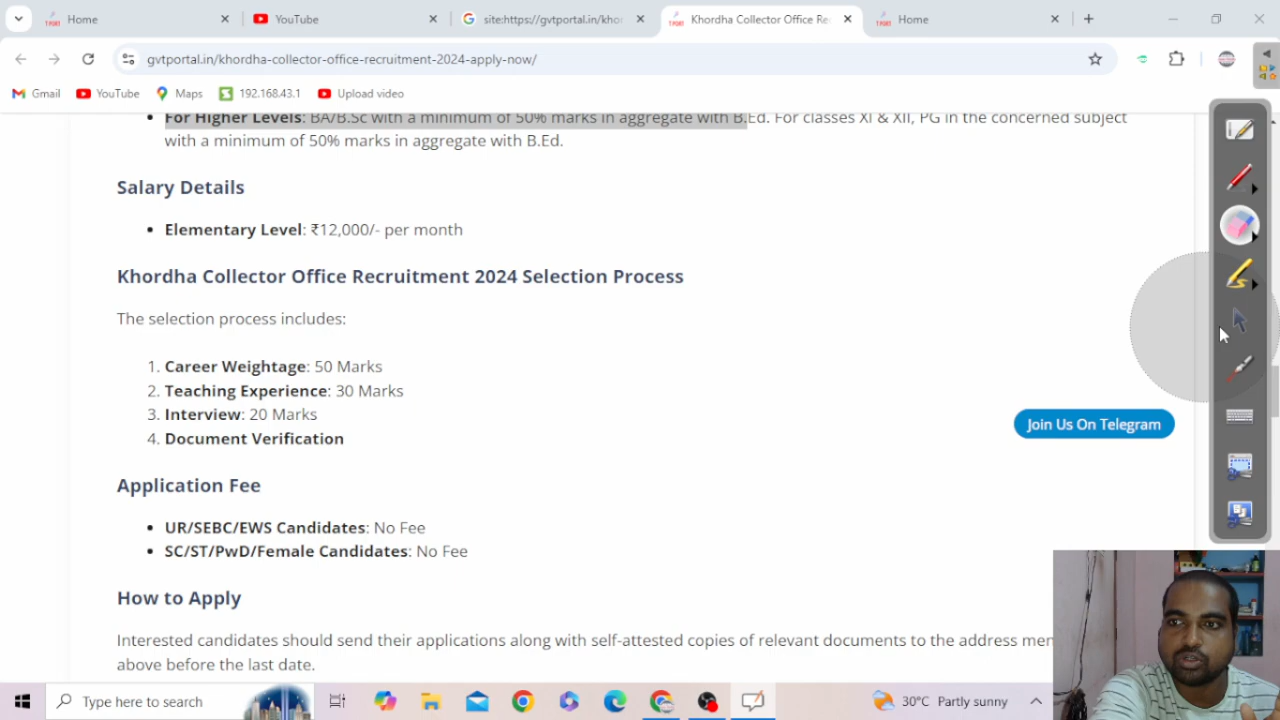 Home
YouTube
site:https://gvtportal.in/khor
Khordha Collector Office Re
Home
gvtportal.in/khordha-collector-office-recruitment-2024-apply-now/
Gmail
YouTube
Maps
192.168.43.1
Upload video
For Higher Levels: BA/B.Sc with a minimum of 50% marks in aggregate with B.Ed. For classes XI & XII, PG in the concerned subject
with a minimum of 50% marks in aggregate with B.Ed.
Salary Details
Elementary Level: ₹12,000/- per month
Khordha Collector Office Recruitment 2024 Selection Process
The selection process includes:
1. Career Weightage: 50 Marks
2. Teaching Experience: 30 Marks
3. Interview: 20 Marks
4. Document Verification
Join Us On Telegram
Application Fee
UR/SEBC/EWS Candidates: No Fee
SC/ST/PwD/Female Candidates: No Fee
How to Apply
Interested candidates should send their applications along with self-attested copies of relevant documents to the address men
above before the last date.
Type here to search
30°C Partly sunny